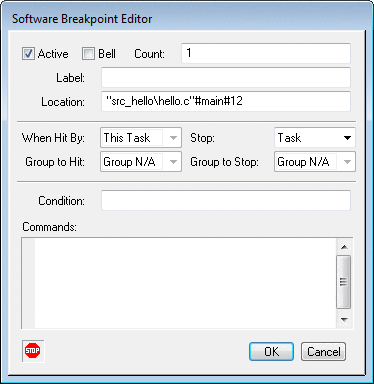 Software Breakpoint Editor
Active Bell Count: 1
Label:
Location: "src_hello\hello.c"#main#12
When Hit By: This Task Stop: Task
Group to Hit: Group N/A Group to Stop: Group N/A
Condition:
Commands:
STOP
OK Cancel